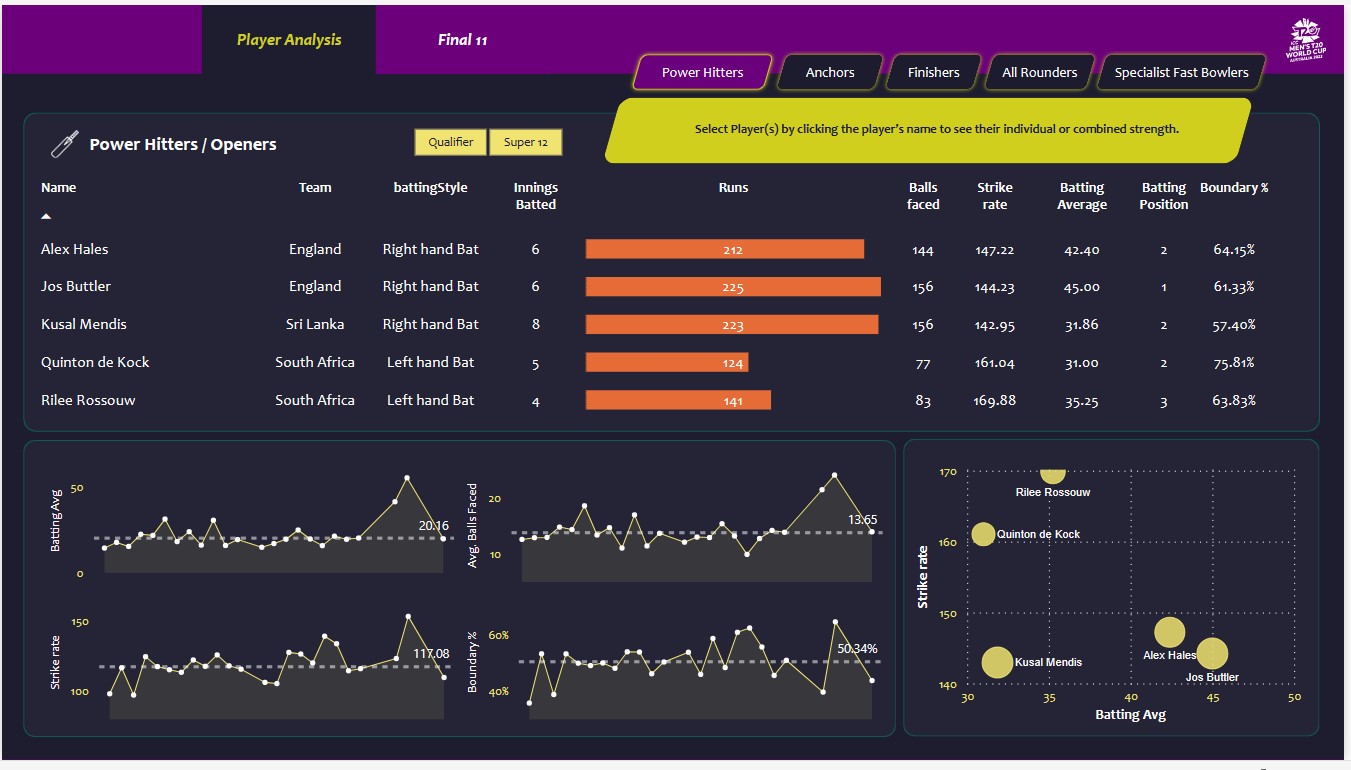 Player Analysis
Final 11
ICC
MEN'S T20
WORLD CUP
AUSTRALIA 2022
Power Hitters
Anchors
Finishers
All Rounders
Specialist Fast Bowlers
Select Player(s) by clicking the player's name to see their individual or combined strength.
Power Hitters / Openers
Qualifier
Super 12
Name Team battingStyle Innings Batted Runs Balls faced Strike rate Batting Average Batting Position Boundary %
Alex Hales England Right hand Bat 6 212 144 147.22 42.40 2 64.15%
Jos Buttler England Right hand Bat 6 225 156 144.23 45.00 1 61.33%
Kusal Mendis Sri Lanka Right hand Bat 8 223 156 142.95 31.86 2 57.40%
Quinton de Kock South Africa Left hand Bat 5 124 77 161.04 31.00 2 75.81%
Rilee Rossouw South Africa Left hand Bat 4 141 83 169.88 35.25 3 63.83%
Batting Avg
50
0
20.16
Avg. Balls Faced
20
10
13.65
Strike rate
150
100
117.08
Boundary %
60%
40%
50.34%
Strike rate
170
160
150
140
Rilee Rossouw
Quinton de Kock
Alex Hales
Kusal Mendis
Jos Buttler
30 35 40 45 50
Batting Avg